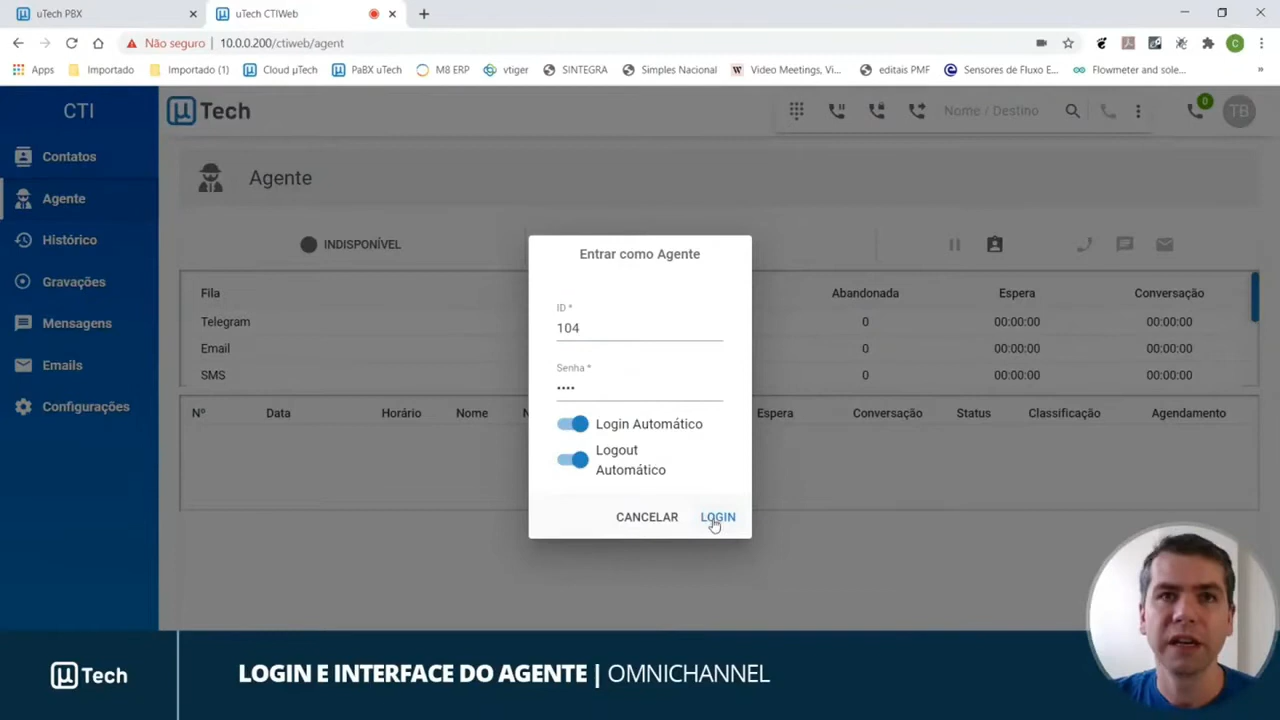 uTech PBX
uTech CTIWeb
Não seguro
10.0.0.200/ctiweb/agent
Apps
Importado
Importado (1)
Cloud µTech
PaBX uTech
M8 ERP
vtiger
SINTEGRA
Simples Nacional
Video Meetings, Vi...
editais PMF
Sensores de Fluxo E...
Flowmeter and sole...
»
C
CTI
µ Tech
Nome / Destino
0
TB
Contatos
Agente
Histórico
Gravações
Mensagens
Emails
Configurações
Agente
INDISPONÍVEL
Fila Abandonada Espera Conversação
Telegram 0 00:00:00 00:00:00
Email 0 00:00:00 00:00:00
SMS 0 00:00:00 00:00:00
Nº Data Horário Nome N Espera Conversação Status Classificação Agendamento
Entrar como Agente
ID *
104
Senha *
••••
Login Automático
Logout
Automático
CANCELAR LOGIN
µ Tech
LOGIN E INTERFACE DO AGENTE | OMNICHANNEL